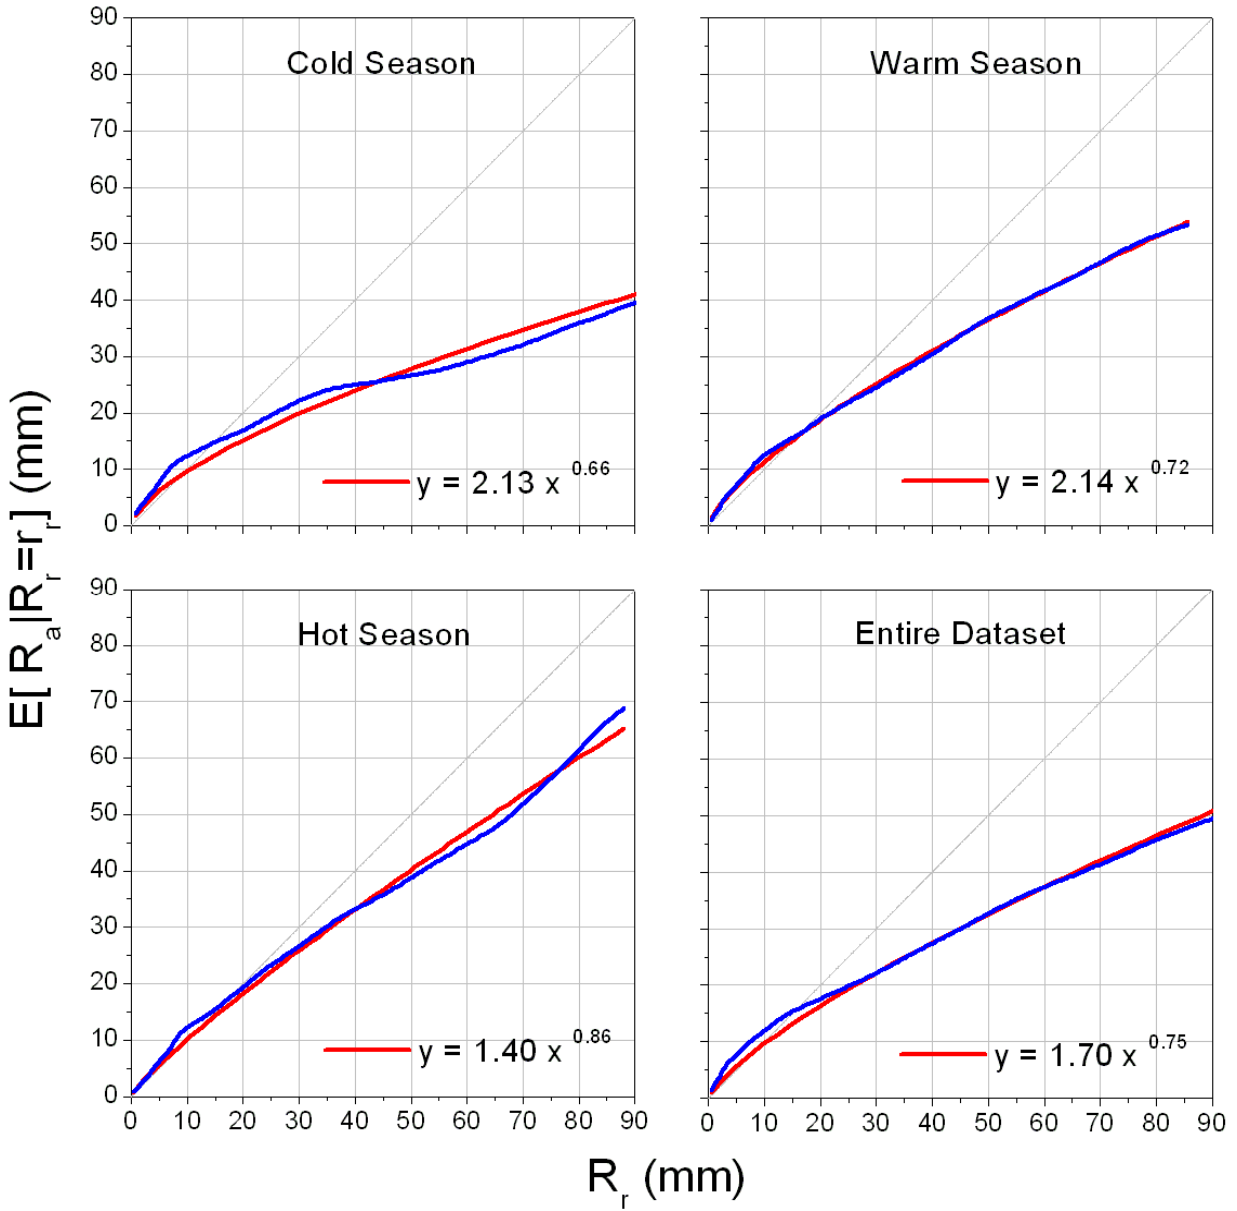 E[ Ra|Rr=rr] (mm)
90
80
70
60
50
40
30
20
10
0
Cold Season
y = 2.13 x 0.66
Warm Season
y = 2.14 x 0.72
90
80
70
60
50
40
30
20
10
0
Hot Season
y = 1.40 x 0.86
0 10 20 30 40 50 60 70 80 90
Entire Dataset
y = 1.70 x 0.75
0 10 20 30 40 50 60 70 80 90
Rr (mm)